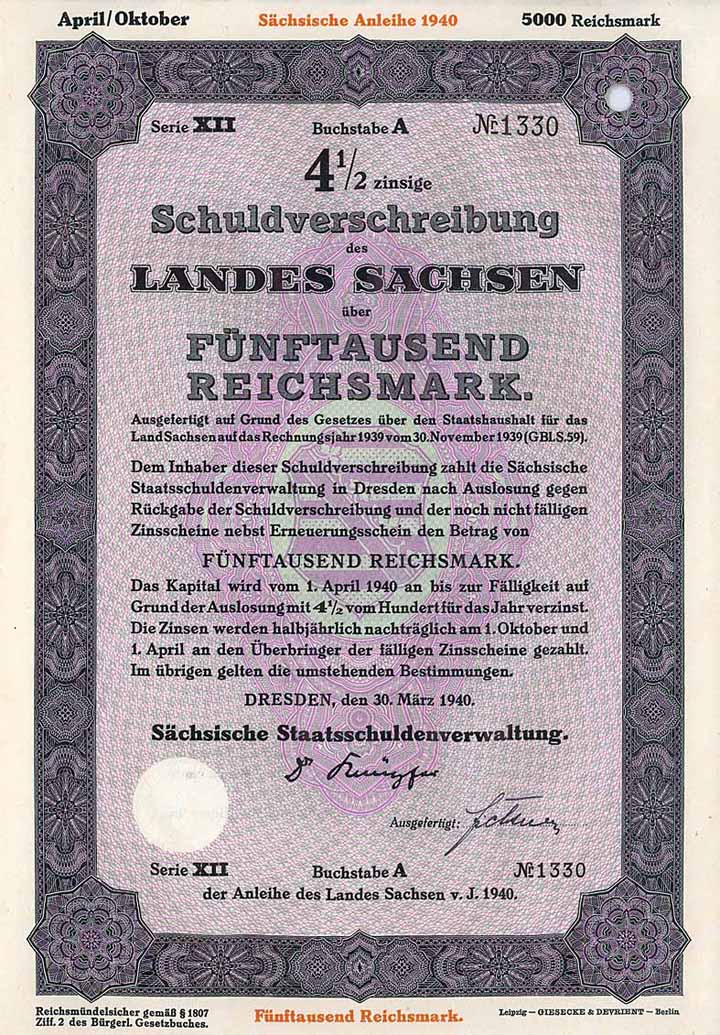 April/Oktober Sächsische Anleihe 1940 5000 Reichsmark
Serie XII Buchstabe A №1330
4 1/2 zinsige
Schuldverschreibung
des
LANDES SACHSEN
über
FÜNFTAUSEND
REICHSMARK.
Ausgefertigt auf Grund des Gesetzes über den Staatshaushalt für das
Land Sachsen auf das Rechnungsjahr 1939 vom 30. November 1939 (GBLS. 59).
Dem Inhaber dieser Schuldverschreibung zahlt die Sächsische
Staatsschuldenverwaltung in Dresden nach Auslosung gegen
Rückgabe der Schuldverschreibung und der noch nicht fälligen
Zinsscheine nebst Erneuerungsschein den Betrag von
FÜNFTAUSEND REICHSMARK.
Das Kapital wird vom 1. April 1940 an bis zur Fälligkeit auf
Grund der Auslosung mit 4 1/2 vom Hundert für das Jahr verzinst.
Die Zinsen werden halbjährlich nachträglich am 1. Oktober und
1. April an den Überbringer der fälligen Zinsscheine gezahlt.
Im übrigen gelten die umstehenden Bestimmungen.
DRESDEN, den 30. März 1940.
Sächsische Staatsschuldenverwaltung.
Ausgefertigt:
Serie XII Buchstabe A №1330
der Anleihe des Landes Sachsen v. J. 1940.
Reichsmündelsicher gemäß § 1807
Ziff. 2 des Bürgerl. Gesetzbuches.
Fünftausend Reichsmark.
Leipzig — GIESECKE & DEVRIENT — Berlin